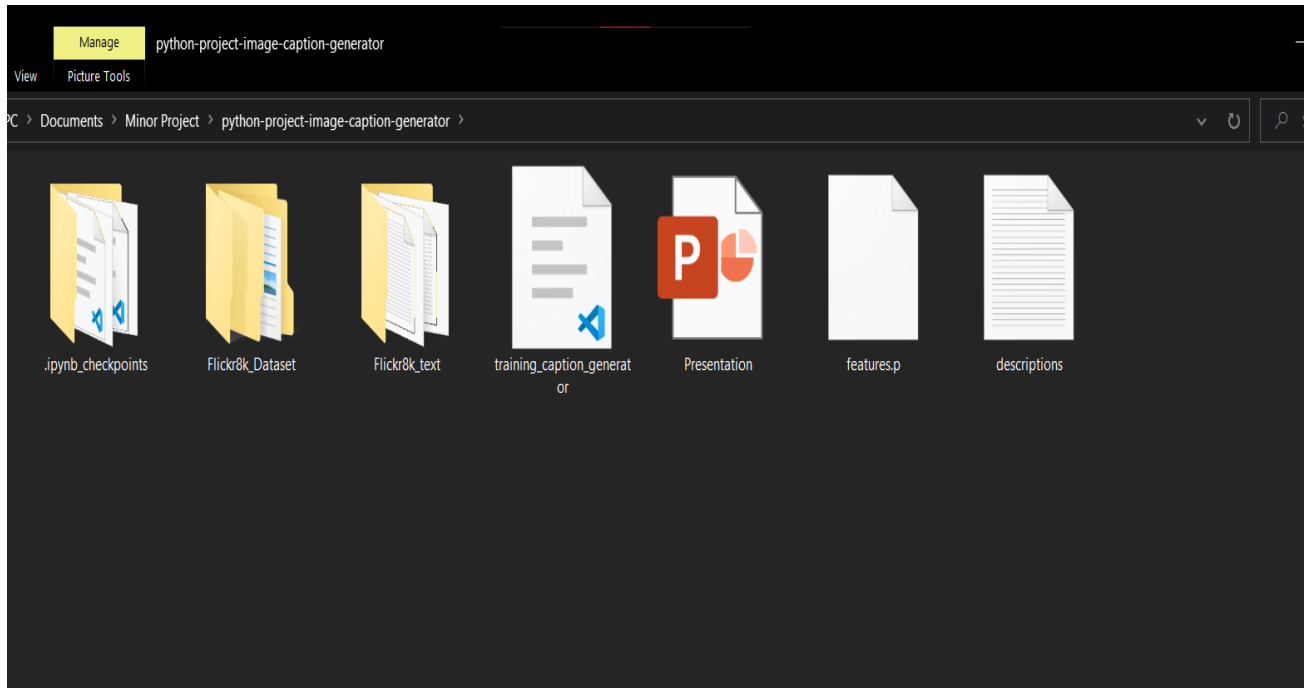 Manage python-project-image-caption-generator
View Picture Tools
PC > Documents > Minor Project > python-project-image-caption-generator >
.ipynb_checkpoints
Flickr8k_Dataset
Flickr8k_text
training_caption_generat
or
Presentation
features.p
descriptions
P